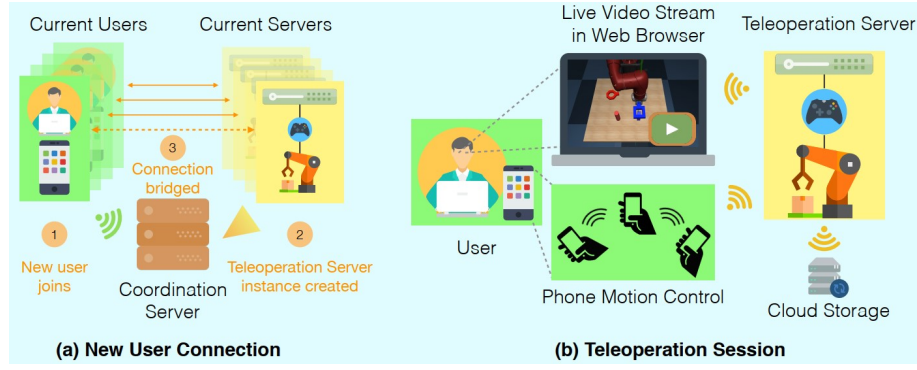 Current Users
Current Servers
3
Connection
bridged
1
New user
joins
2
Teleoperation Server
instance created
Coordination
Server
(a) New User Connection
Live Video Stream
in Web Browser
Teleoperation Server
User
Phone Motion Control
Cloud Storage
(b) Teleoperation Session